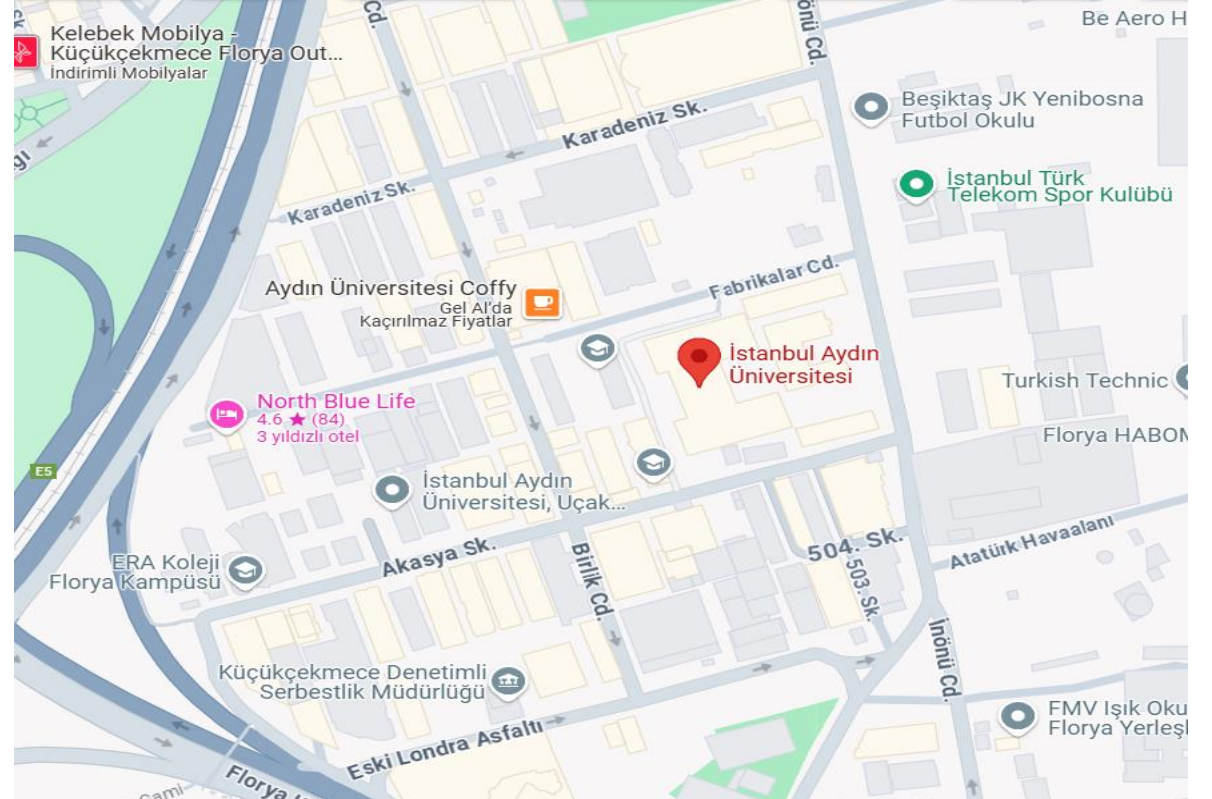 Kelebek Mobilya -
Küçükçekmece Florya Out...
İndirimli Mobilyalar
Cd.
İnönü Cd.
Be Aero H
Beşiktaş JK Yenibosna
Futbol Okulu
Karadeniz Sk.
İstanbul Türk
Telekom Spor Kulübü
Karadeniz Sk.
Fabrikalar Cd.
Aydın Üniversitesi Coffy
Gel Al'da
Kaçırılmaz Fiyatlar
İstanbul Aydın
Üniversitesi
Turkish Technic
North Blue Life
4.6 ★ (84)
3 yıldızlı otel
Florya HABOM
E5
İstanbul Aydın
Üniversitesi, Uçak...
Atatürk Havaalanı
504. Sk.
503. Sk.
Akasya Sk.
Birlik Cd.
ERA Koleji
Florya Kampüsü
İnönü Cd.
Küçükçekmece Denetimli
Serbestlik Müdürlüğü
FMV Işık Oku
Florya Yerleşk
Eski Londra Asfaltı
Florya
Cami